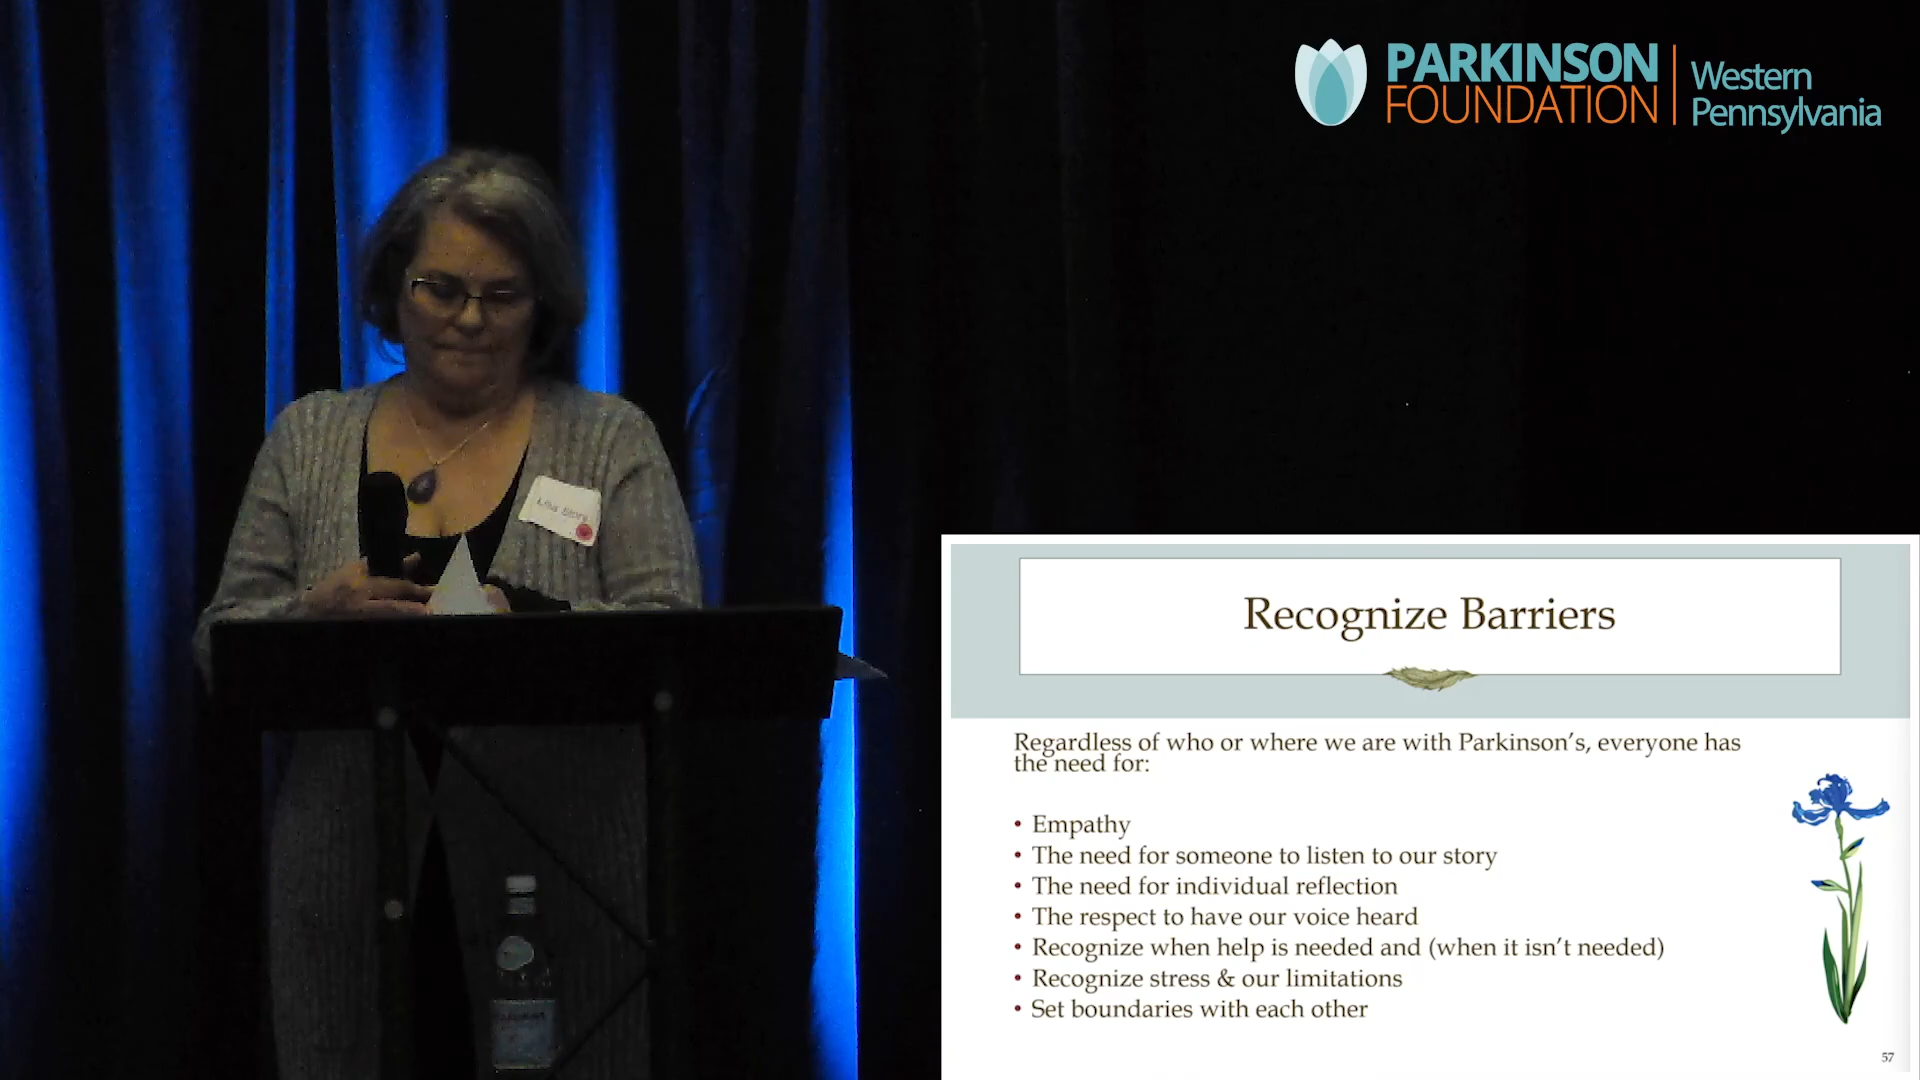 PARKINSON
FOUNDATION
Western
Pennsylvania
Recognize Barriers
Regardless of who or where we are with Parkinson's, everyone has
the need for:
• Empathy
• The need for someone to listen to our story
• The need for individual reflection
• The respect to have our voice heard
• Recognize when help is needed and (when it isn't needed)
• Recognize stress & our limitations
• Set boundaries with each other
57